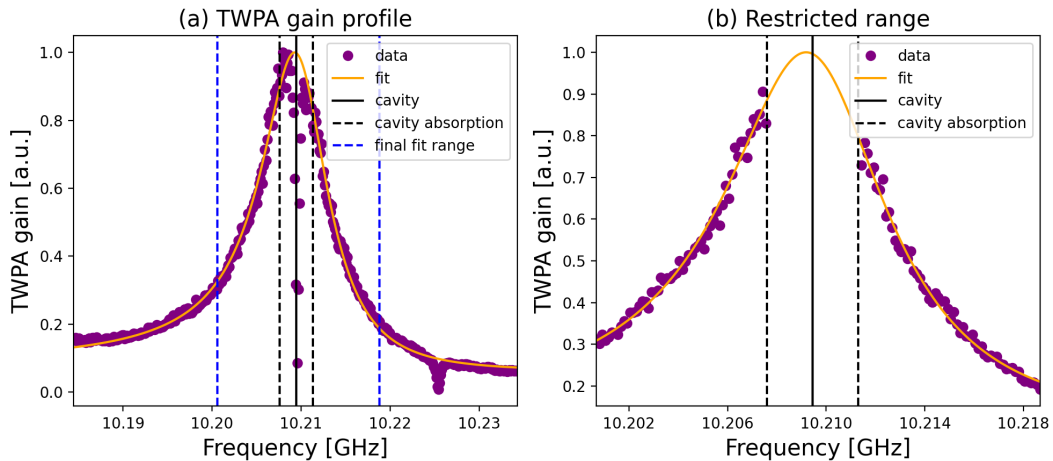 (a) TWPA gain profile
TWPA gain [a.u.]
1.0
0.8
0.6
0.4
0.2
0.0
data
fit
cavity
cavity absorption
final fit range
10.19
10.20
10.21
10.22
10.23
Frequency [GHz]
(b) Restricted range
TWPA gain [a.u.]
1.0
0.9
0.8
0.7
0.6
0.5
0.4
0.3
0.2
data
fit
cavity
cavity absorption
10.202
10.206
10.210
10.214
10.218
Frequency [GHz]